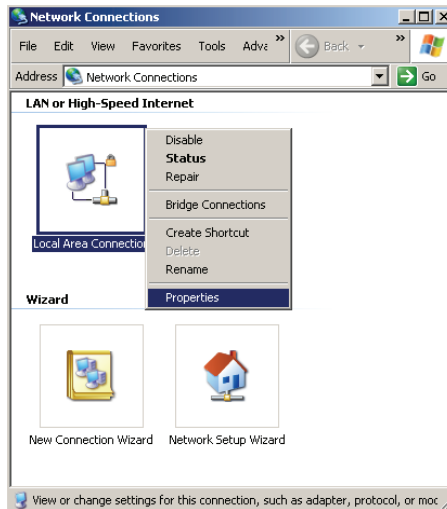 Network Connections
File Edit View Favorites Tools Adva » Back »
Address Network Connections Go
LAN or High-Speed Internet
Local Area Connection
Disable
Status
Repair
Bridge Connections
Create Shortcut
Delete
Rename
Properties
Wizard
New Connection Wizard Network Setup Wizard
View or change settings for this connection, such as adapter, protocol, or moc